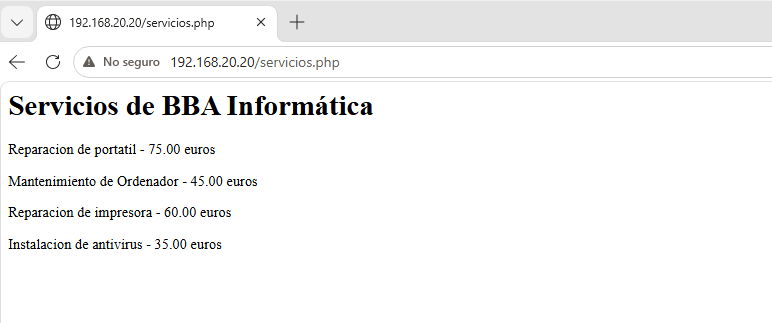 192.168.20.20/servicios.php
No seguro 192.168.20.20/servicios.php
Servicios de BBA Informática
Reparacion de portatil - 75.00 euros
Mantenimiento de Ordenador - 45.00 euros
Reparacion de impresora - 60.00 euros
Instalacion de antivirus - 35.00 euros